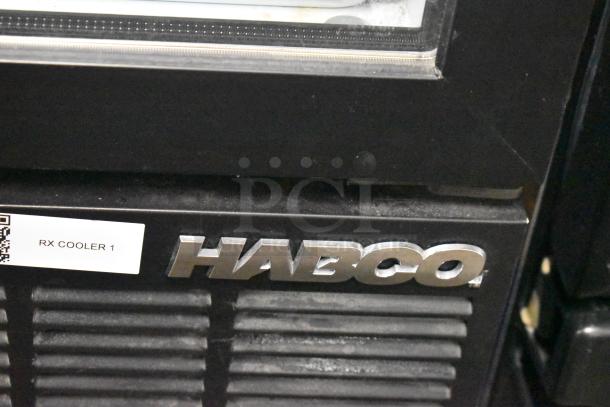 PCI
RX COOLER 1
HABCO